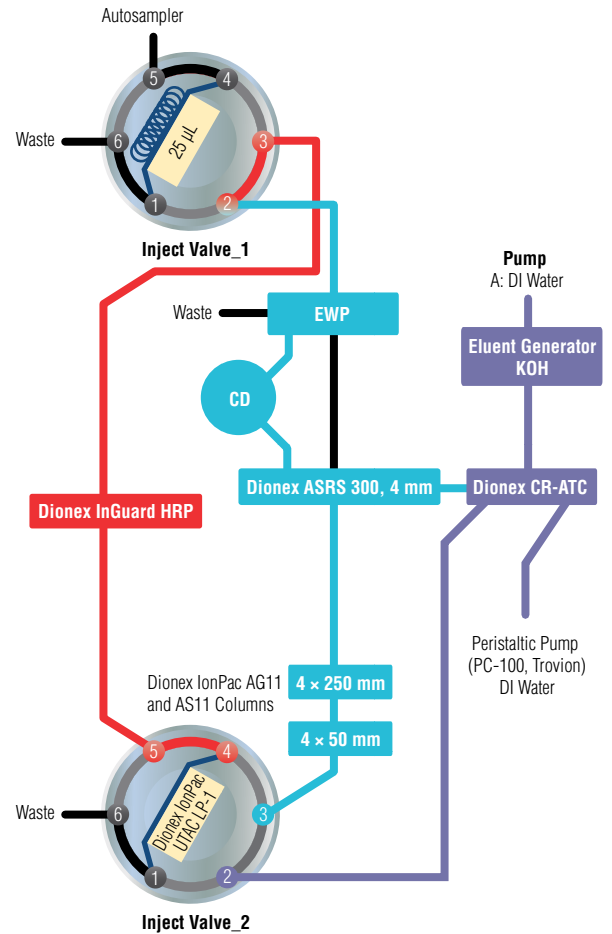 Autosampler
5
4
Waste
6
25 µL
3
1
2
Inject Valve_1
Pump
A: DI Water
Waste
EWP
Eluent Generator
KOH
CD
Dionex ASRS 300, 4 mm
Dionex CR-ATC
Dionex InGuard HRP
Peristaltic Pump
(PC-100, Trovion)
DI Water
Dionex IonPac AG11
and AS11 Columns
4 × 250 mm
4 × 50 mm
5
4
Waste
6
Dionex IonPac
UTAC LP-1
3
1
2
Inject Valve_2